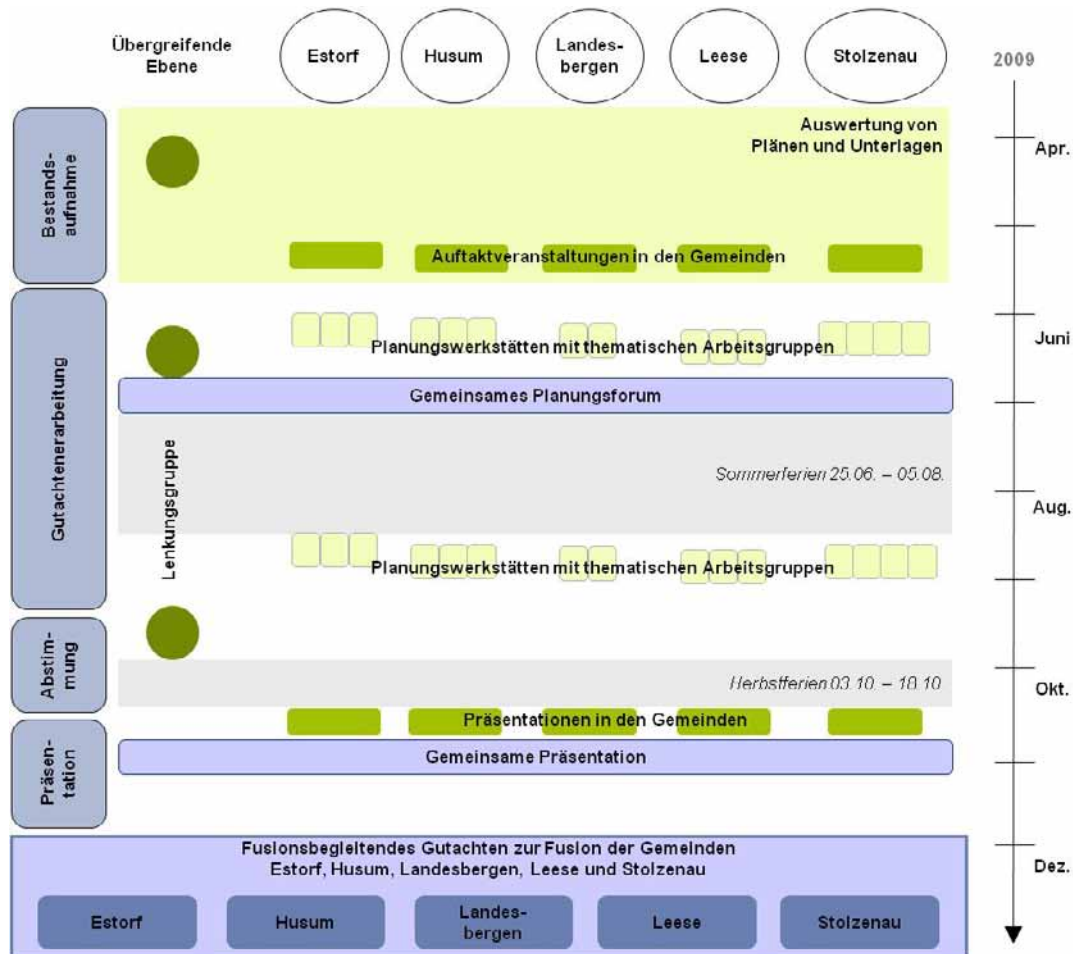 Übergreifende
Ebene
Estorf
Husum
Landes-
bergen
Leese
Stolzenau
2009
Bestands-
aufnahme
Auswertung von
Plänen und Unterlagen
Apr.
Auftaktveranstaltungen in den Gemeinden
Gutachtenerarbeitung
Juni
Planungswerkstätten mit thematischen Arbeitsgruppen
Gemeinsames Planungsforum
Lenkungsgruppe
Sommerferien 25.06. – 05.08.
Aug.
Planungswerkstätten mit thematischen Arbeitsgruppen
Abstim-
mung
Herbstferien 03.10. – 18.10
Okt.
Präsentationen in den Gemeinden
Präsen-
tation
Gemeinsame Präsentation
Fusionsbegleitendes Gutachten zur Fusion der Gemeinden
Estorf, Husum, Landesbergen, Leese und Stolzenau
Dez.
Estorf
Husum
Landes-
bergen
Leese
Stolzenau